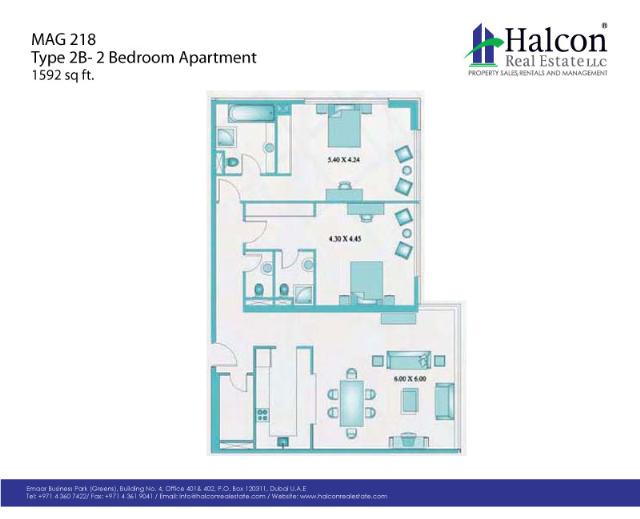 MAG 218
Type 2B- 2 Bedroom Apartment
1592 sq ft.
Halcon®
Real Estate LLC
PROPERTY SALES, RENTALS AND MANAGEMENT
5.40 X 4.24
4.30 X 4.45
6.00 X 6.00
Emaar Business Park (Greens), Building No. 4, Office 401& 402, P.O. Box 120311, Dubai U.A.E
Tel: +971 4 360 7422/ Fax: +971 4 361 9041 / Email: info@halconrealestate.com / Website: www.halconrealestate.com